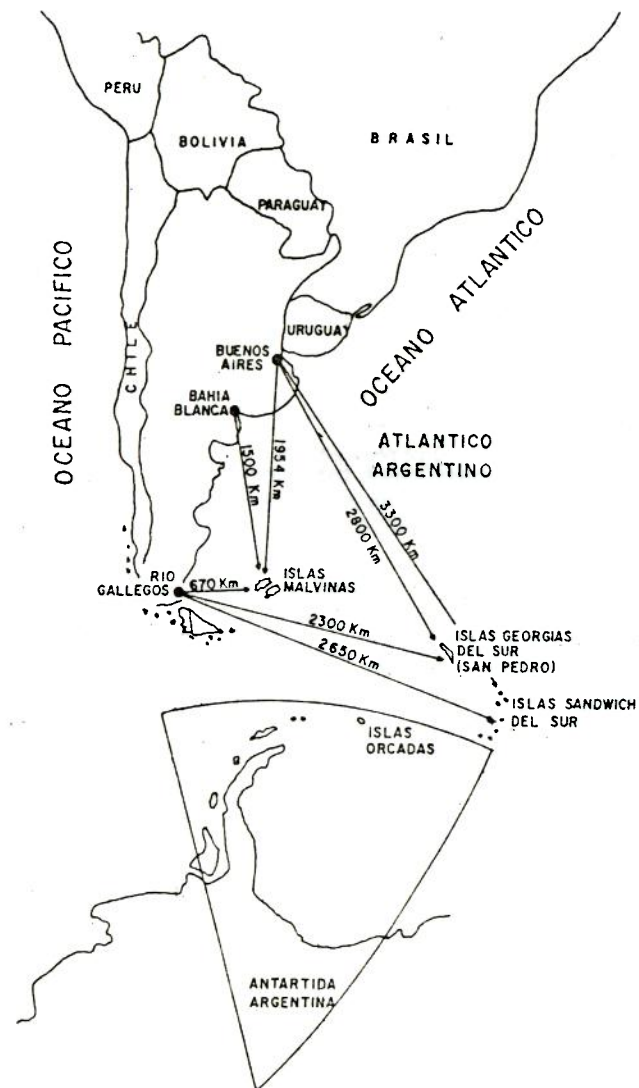 PERU
BOLIVIA
BRASIL
PARAGUAY
OCEANO PACIFICO
CHILE
OCEANO ATLANTICO
URUGUAY
BUENOS
AIRES
BAHIA
BLANCA
ATLANTICO
ARGENTINO
1500 Km
1954 Km
3300 Km
2800 Km
RIO
GALLEGOS
670 Km
ISLAS
MALVINAS
2300 Km
2650 Km
ISLAS GEORGIAS
DEL SUR
(SAN PEDRO)
ISLAS SANDWICH
DEL SUR
ISLAS
ORCADAS
ANTARTIDA
ARGENTINA